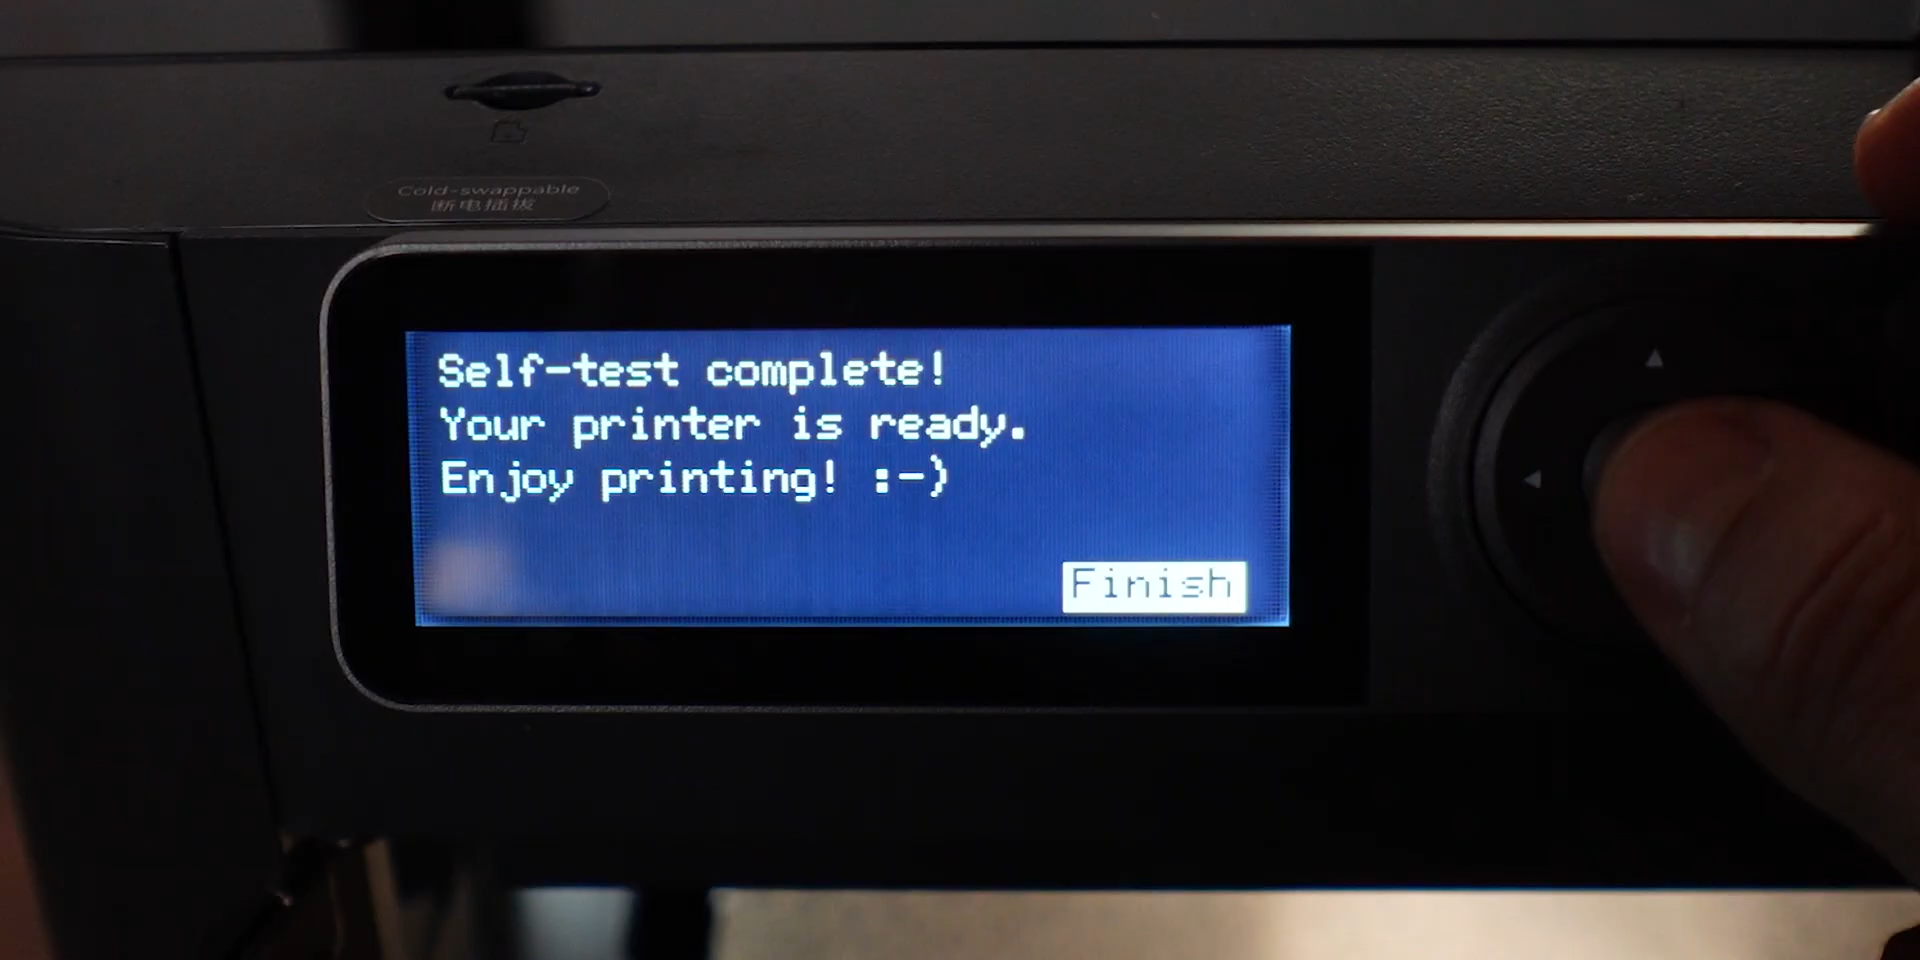 Cold-swappable
断电插拔
Self-test complete!
Your printer is ready.
Enjoy printing! :-)
Finish